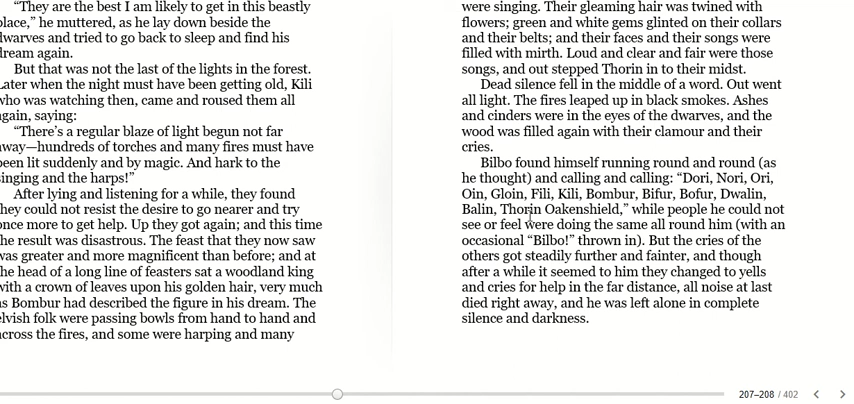 “They are the best I am likely to get in this beastly
place,” he muttered, as he lay down beside the
dwarves and tried to go back to sleep and find his
dream again.
But that was not the last of the lights in the forest.
Later when the night must have been getting old, Kili
who was watching then, came and roused them all
again, saying:
“There’s a regular blaze of light begun not far
away—hundreds of torches and many fires must have
been lit suddenly and by magic. And hark to the
singing and the harps!”
After lying and listening for a while, they found
they could not resist the desire to go nearer and try
once more to get help. Up they got again; and this time
the result was disastrous. The feast that they now saw
was greater and more magnificent than before; and at
the head of a long line of feasters sat a woodland king
with a crown of leaves upon his golden hair, very much
as Bombur had described the figure in his dream. The
elvish folk were passing bowls from hand to hand and
across the fires, and some were harping and many
were singing. Their gleaming hair was twined with
flowers; green and white gems glinted on their collars
and their belts; and their faces and their songs were
filled with mirth. Loud and clear and fair were those
songs, and out stepped Thorin in to their midst.
Dead silence fell in the middle of a word. Out went
all light. The fires leaped up in black smokes. Ashes
and cinders were in the eyes of the dwarves, and the
wood was filled again with their clamour and their
cries.
Bilbo found himself running round and round (as
he thought) and calling and calling: “Dori, Nori, Ori,
Oin, Gloin, Fili, Kili, Bombur, Bifur, Bofur, Dwalin,
Balin, Thorin Oakenshield,” while people he could not
see or feel were doing the same all round him (with an
occasional “Bilbo!” thrown in). But the cries of the
others got steadily further and fainter, and though
after a while it seemed to him they changed to yells
and cries for help in the far distance, all noise at last
died right away, and he was left alone in complete
silence and darkness.
207–208 / 402